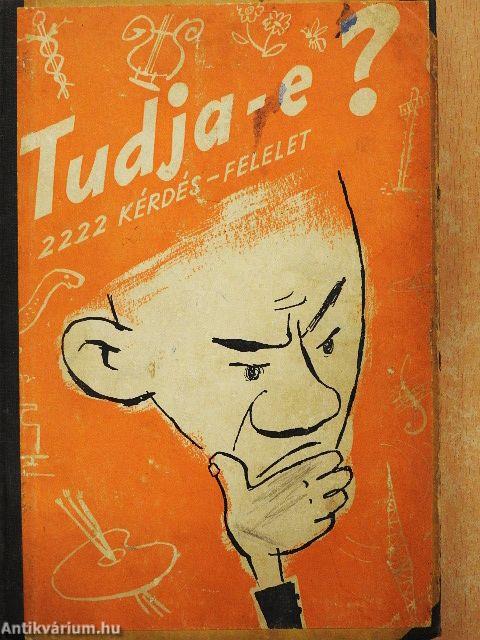 Tudja-e?
2222 KÉRDÉS-FELELET
Antikvárium.hu